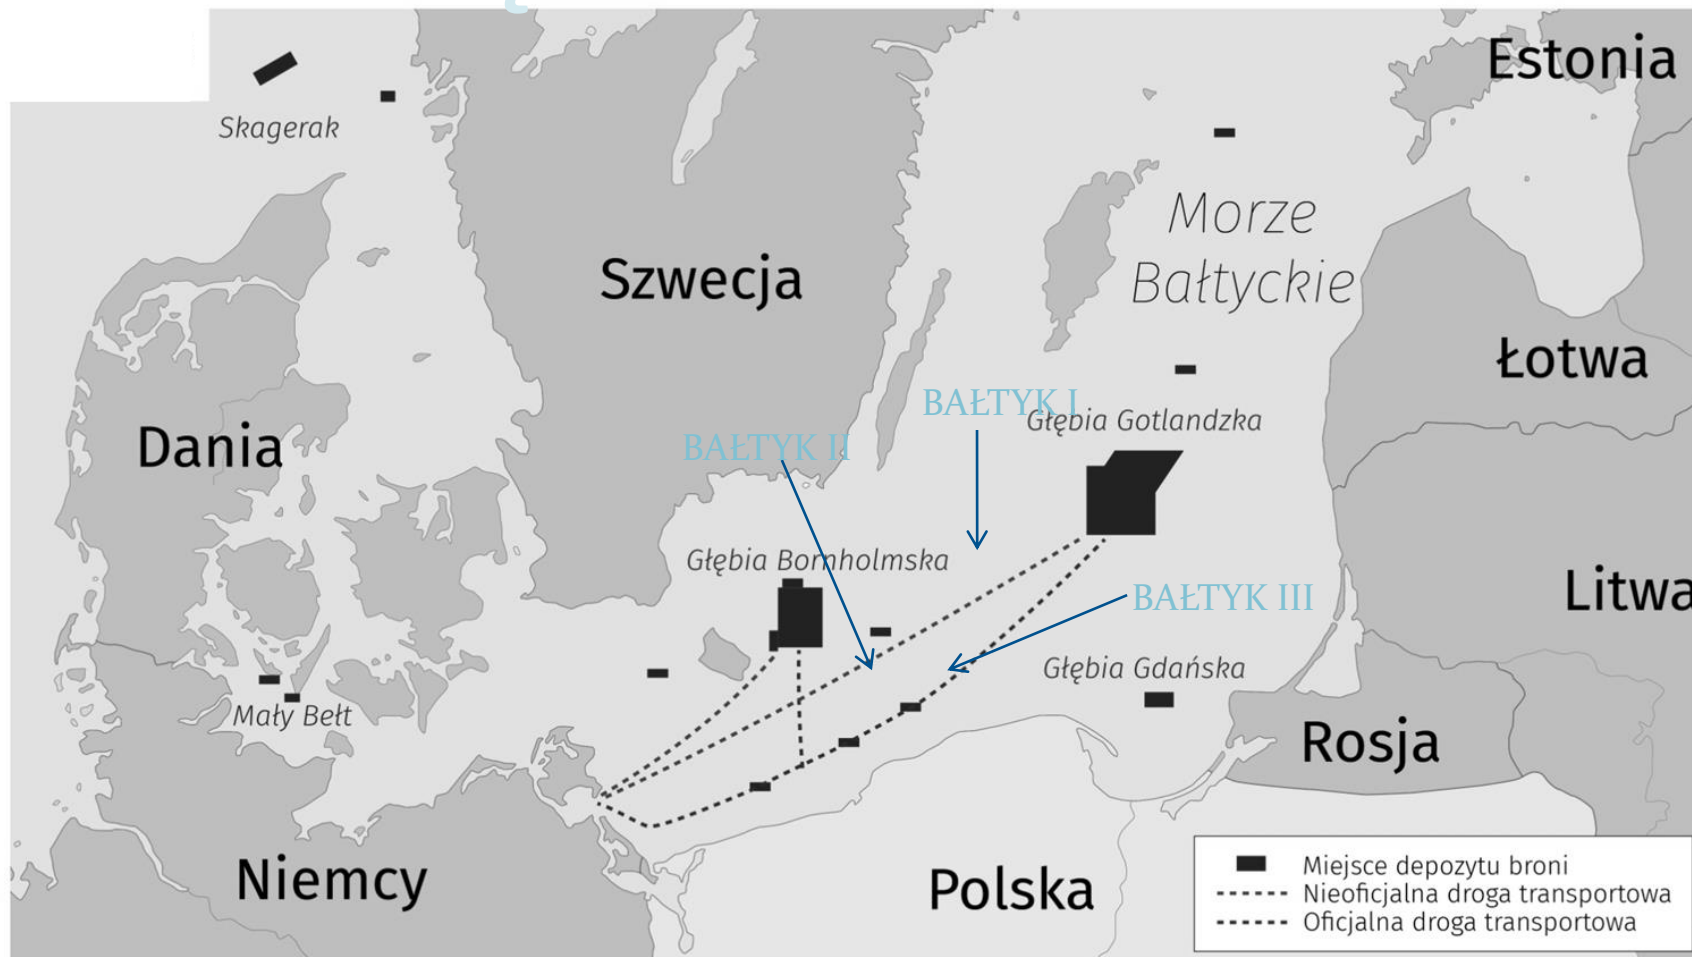 Estonia
Skagerak
Morze
Bałtyckie
Szwecja
Łotwa
BAŁTYK I
Głębia Gotlandzka
Dania
BAŁTYK II
Głębia Bornholmska
Litwa
BAŁTYK III
Głębia Gdańska
Mały Bełt
Rosja
Niemcy
Polska
Miejsce depozytu broni
Nieoficjalna droga transportowa
Oficjalna droga transportowa